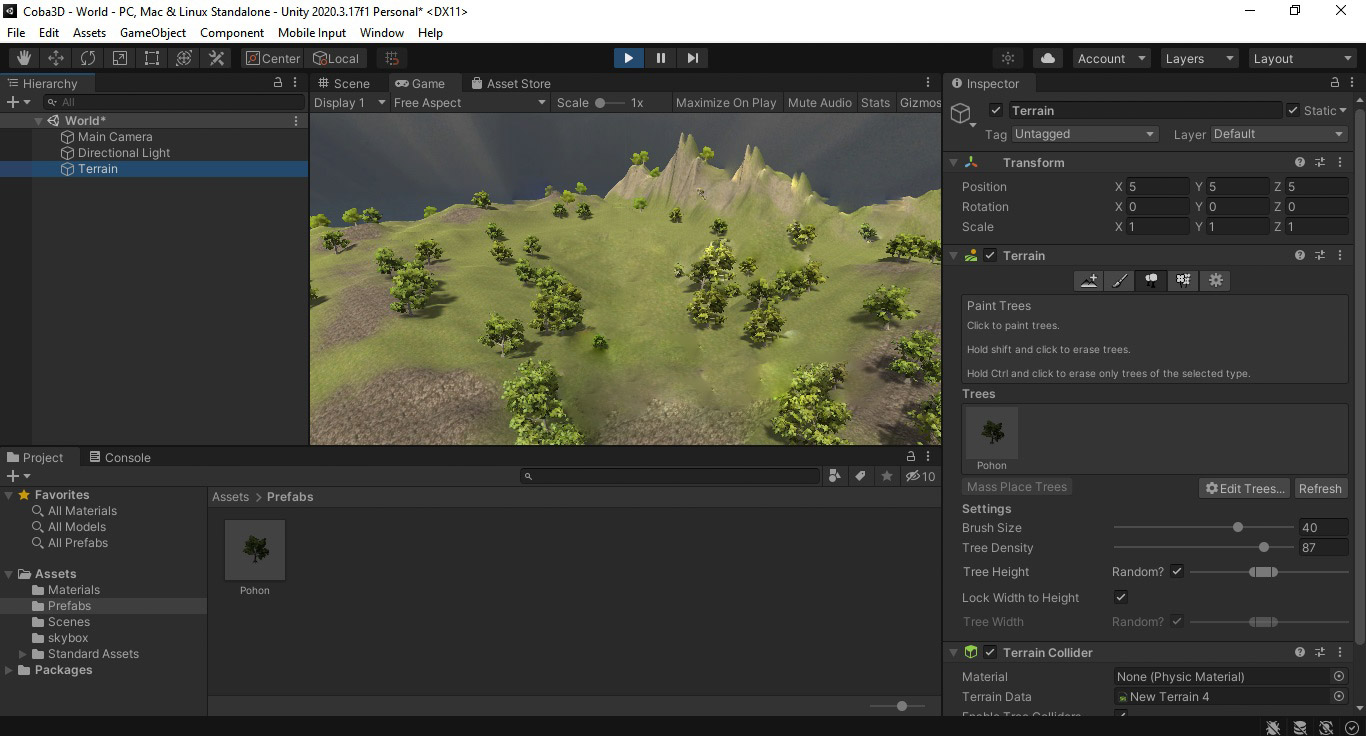 Coba3D - World - PC, Mac & Linux Standalone - Unity 2020.3.17f1 Personal* <DX11>
File Edit Assets GameObject Component Mobile Input Window Help
Center Local Account Layers Layout
Hierarchy
All
World*
Main Camera
Directional Light
Terrain
Scene Game Asset Store
Display 1 Free Aspect Scale 1x Maximize On Play Mute Audio Stats Gizmos
Inspector
Terrain Static
Tag Untagged Layer Default
Transform
Position X 5 Y 5 Z 5
Rotation X 0 Y 0 Z 0
Scale X 1 Y 1 Z 1
Terrain
Paint Trees
Click to paint trees.
Hold shift and click to erase trees.
Hold Ctrl and click to erase only trees of the selected type.
Trees
Pohon
Mass Place Trees Edit Trees... Refresh
Settings
Brush Size 40
Tree Density 87
Tree Height Random?
Lock Width to Height
Tree Width Random?
Terrain Collider
Material None (Physic Material)
Terrain Data New Terrain 4
Enable Tree Colliders
Project Console
10
Favorites
All Materials
All Models
All Prefabs
Assets
Materials
Prefabs
Scenes
skybox
Standard Assets
Packages
Assets > Prefabs
Pohon